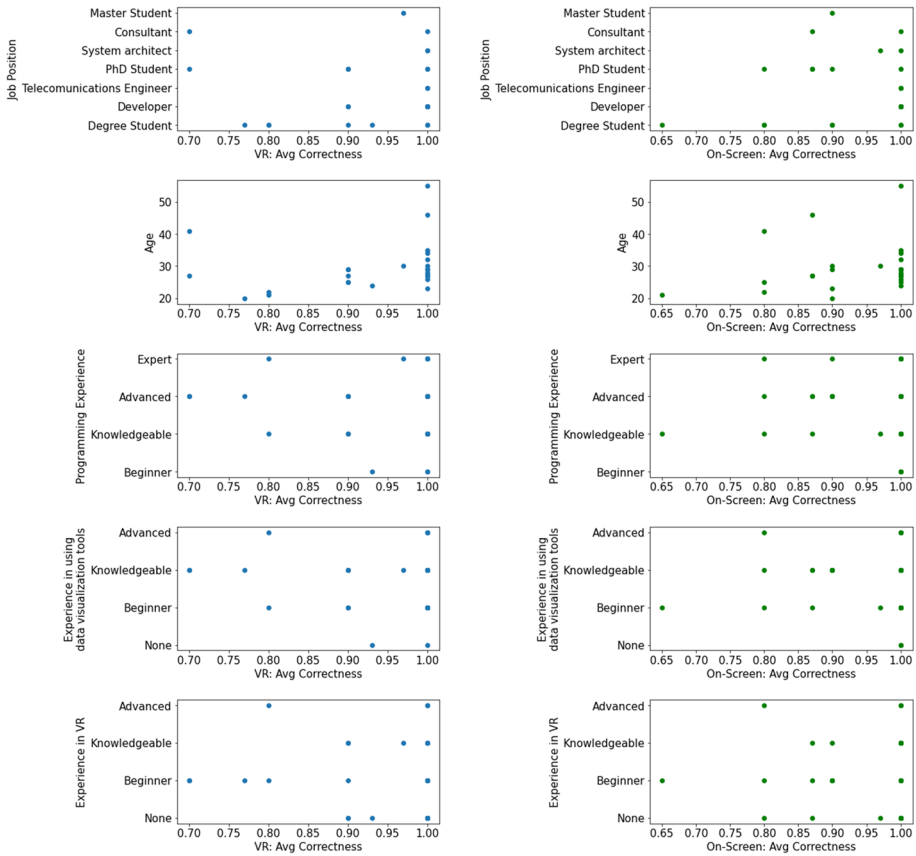 Job Position
Master Student
Consultant
System architect
PhD Student
Telecomunications Engineer
Developer
Degree Student
0.70 0.75 0.80 0.85 0.90 0.95 1.00
VR: Avg Correctness
Job Position
Master Student
Consultant
System architect
PhD Student
Telecomunications Engineer
Developer
Degree Student
0.65 0.70 0.75 0.80 0.85 0.90 0.95 1.00
On-Screen: Avg Correctness
Age
50
40
30
20
0.70 0.75 0.80 0.85 0.90 0.95 1.00
VR: Avg Correctness
Age
50
40
30
20
0.65 0.70 0.75 0.80 0.85 0.90 0.95 1.00
On-Screen: Avg Correctness
Programming Experience
Expert
Advanced
Knowledgeable
Beginner
0.70 0.75 0.80 0.85 0.90 0.95 1.00
VR: Avg Correctness
Programming Experience
Expert
Advanced
Knowledgeable
Beginner
0.65 0.70 0.75 0.80 0.85 0.90 0.95 1.00
On-Screen: Avg Correctness
Experience in using
data visualization tools
Advanced
Knowledgeable
Beginner
None
0.70 0.75 0.80 0.85 0.90 0.95 1.00
VR: Avg Correctness
Experience in using
data visualization tools
Advanced
Knowledgeable
Beginner
None
0.65 0.70 0.75 0.80 0.85 0.90 0.95 1.00
On-Screen: Avg Correctness
Experience in VR
Advanced
Knowledgeable
Beginner
None
0.70 0.75 0.80 0.85 0.90 0.95 1.00
VR: Avg Correctness
Experience in VR
Advanced
Knowledgeable
Beginner
None
0.65 0.70 0.75 0.80 0.85 0.90 0.95 1.00
On-Screen: Avg Correctness